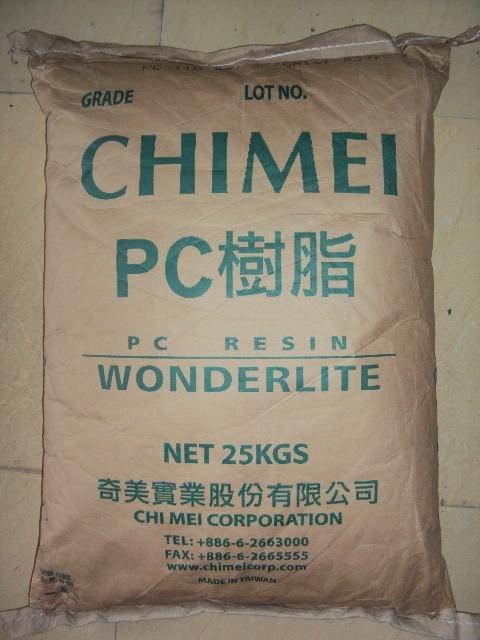 PC-110
GRADE LOT NO.
CHIMEI
PC樹脂
PC RESIN
WONDERLITE
NET 25KGS
奇美實業股份有限公司
CHI MEI CORPORATION
TEL: +886-6-2663000
FAX: +886-6-2665555
www.chimeicorp.com
MADE IN TAIWAN